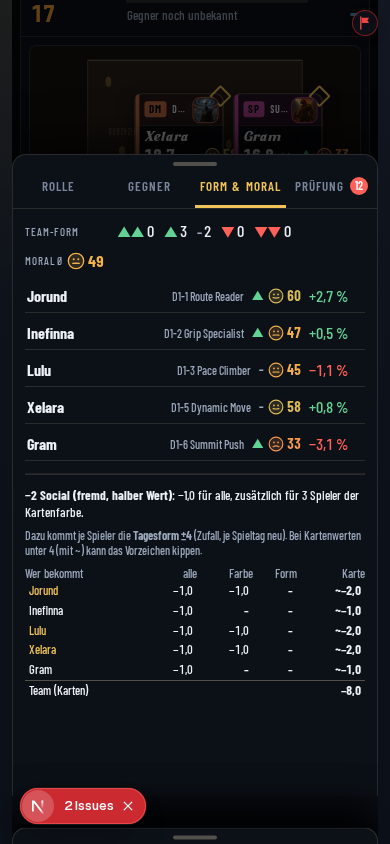 17
Gegner noch unbekannt
DM D... SP SU...
Xelara Gram
ROLLE GEGNER FORM & MORAL PRÜFUNG 12
TEAM-FORM ▲▲ 0 ▲ 3 - 2 ▼ 0 ▼▼ 0
MORAL Ø 49
Jorund D1-1 Route Reader ▲ 60 +2,7 %
Inefinna D1-2 Grip Specialist ▲ 47 +0,5 %
Lulu D1-3 Pace Climber - 45 −1,1 %
Xelara D1-5 Dynamic Move - 58 +0,8 %
Gram D1-6 Summit Push ▲ 33 −3,1 %
−2 Social (fremd, halber Wert): −1,0 für alle, zusätzlich für 3 Spieler der
Kartenfarbe.
Dazu kommt je Spieler die Tagesform ±4 (Zufall, je Spieltag neu). Bei Kartenwerten
unter 4 (mit ~) kann das Vorzeichen kippen.
Wer bekommt alle Farbe Form Karte
Jorund −1,0 −1,0 – ~−2,0
Inefinna −1,0 – – ~−1,0
Lulu −1,0 −1,0 – ~−2,0
Xelara −1,0 −1,0 – ~−2,0
Gram −1,0 – – ~−1,0
Team (Karten) −8,0
N 2 Issues ×